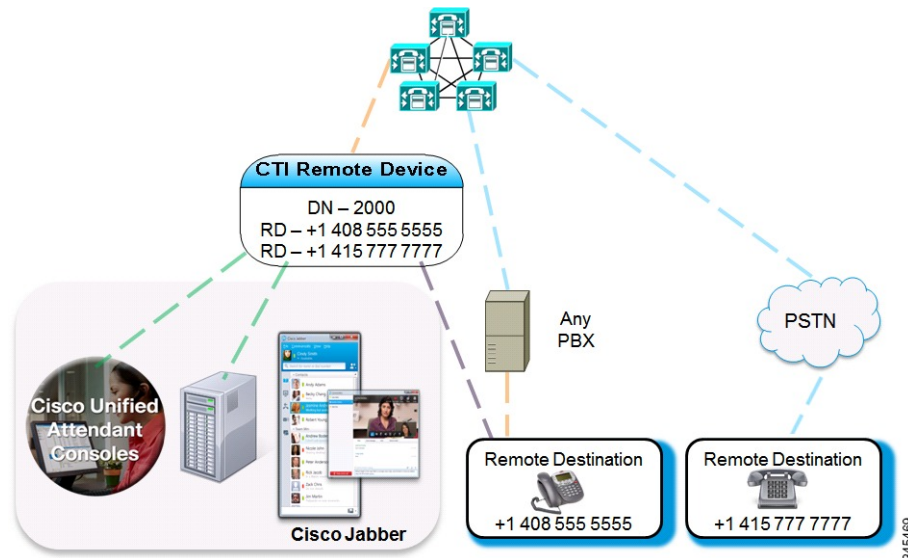 CTI Remote Device
DN – 2000
RD – +1 408 555 5555
RD – +1 415 777 7777
Any
PBX
PSTN
Cisco Unified
Attendant
Consoles
Cisco Jabber
Remote Destination
+1 408 555 5555
Remote Destination
+1 415 777 7777